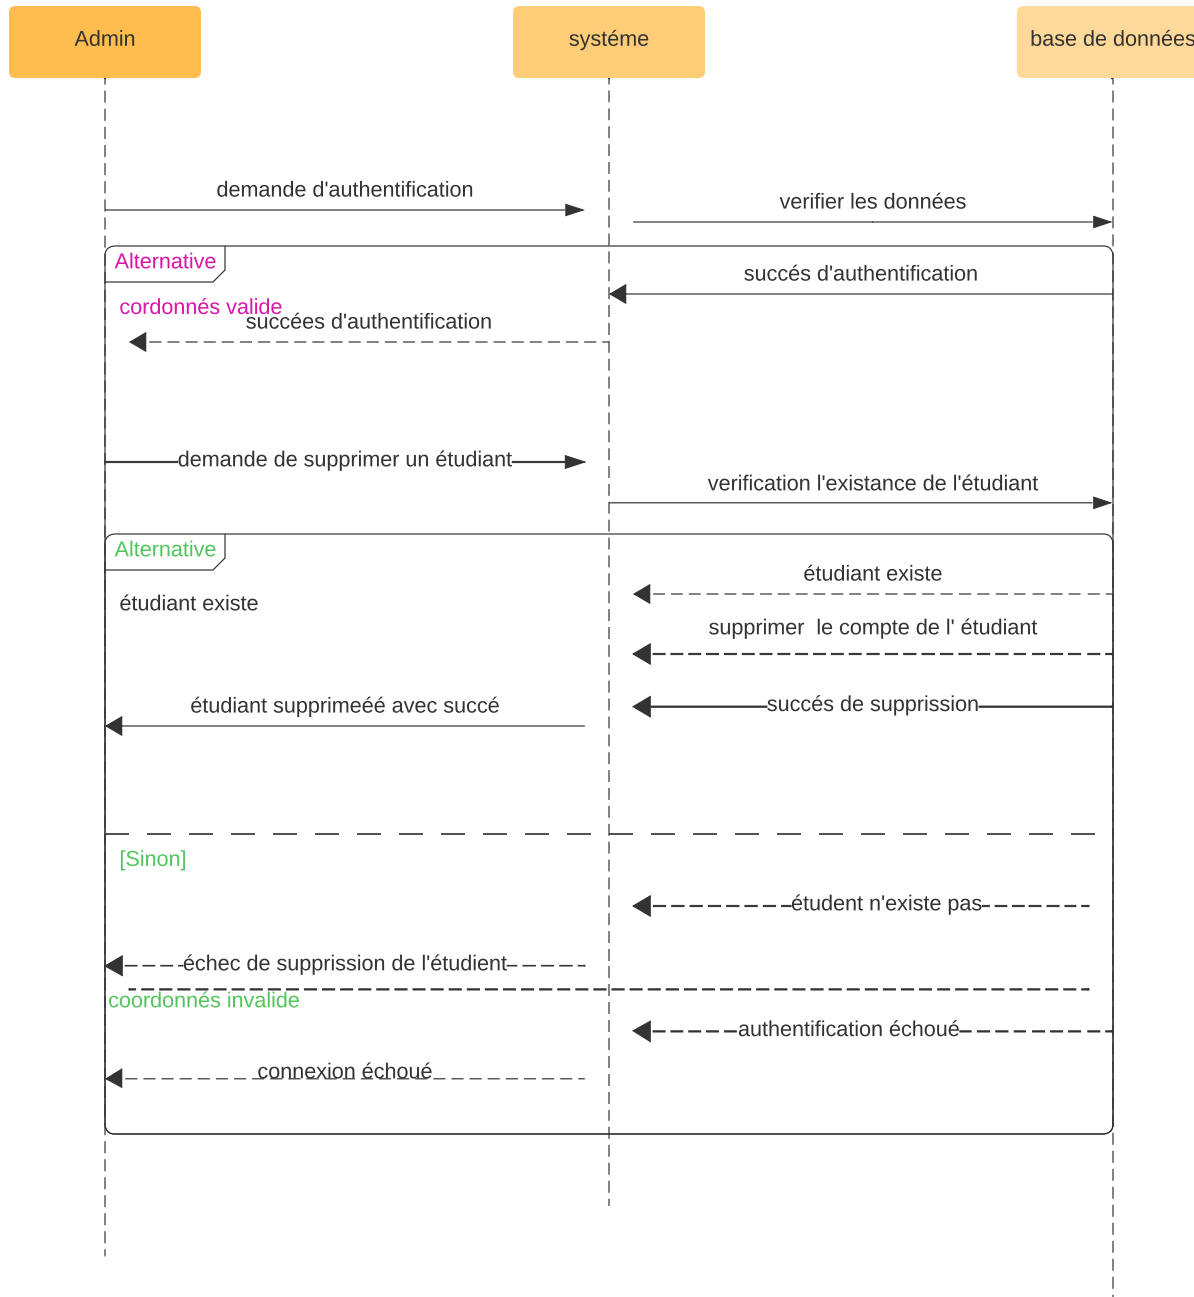 Admin
systéme
base de données
demande d'authentification
verifier les données
Alternative
succés d'authentification
cordonnés valide
succées d'authentification
demande de supprimer un étudiant
verification l'existance de l'étudiant
Alternative
étudiant existe
étudiant existe
supprimer  le compte de l' étudiant
succés de supprission
étudiant supprimeéé avec succé
[Sinon]
étudent n'existe pas
échec de supprission de l'étudient
coordonnés invalide
authentification échoué
connexion échoué